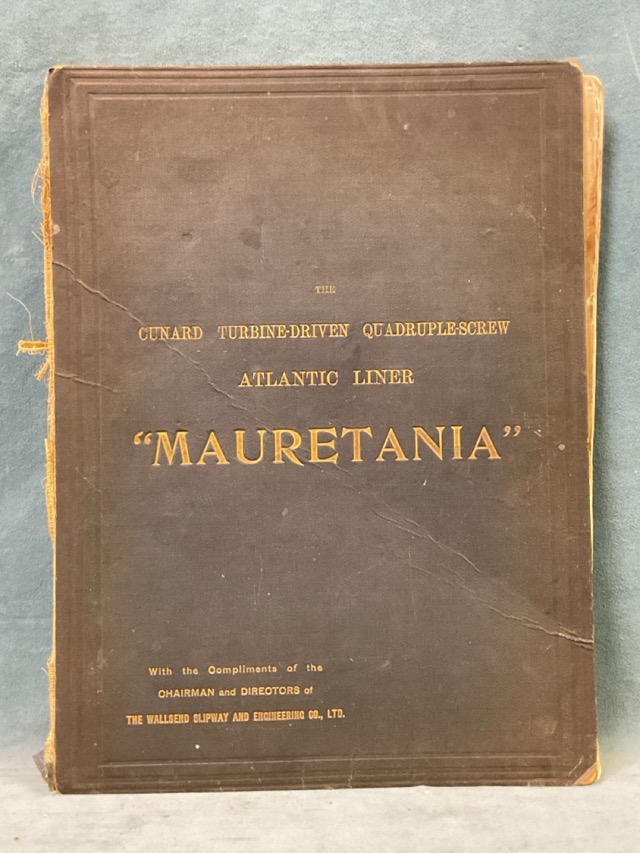 THE
CUNARD TURBINE-DRIVEN QUADRUPLE-SCREW
ATLANTIC LINER
“MAURETANIA”
With the Compliments of the
CHAIRMAN and DIRECTORS of
THE WALLSEND SLIPWAY AND ENGINEERING CO., LTD.